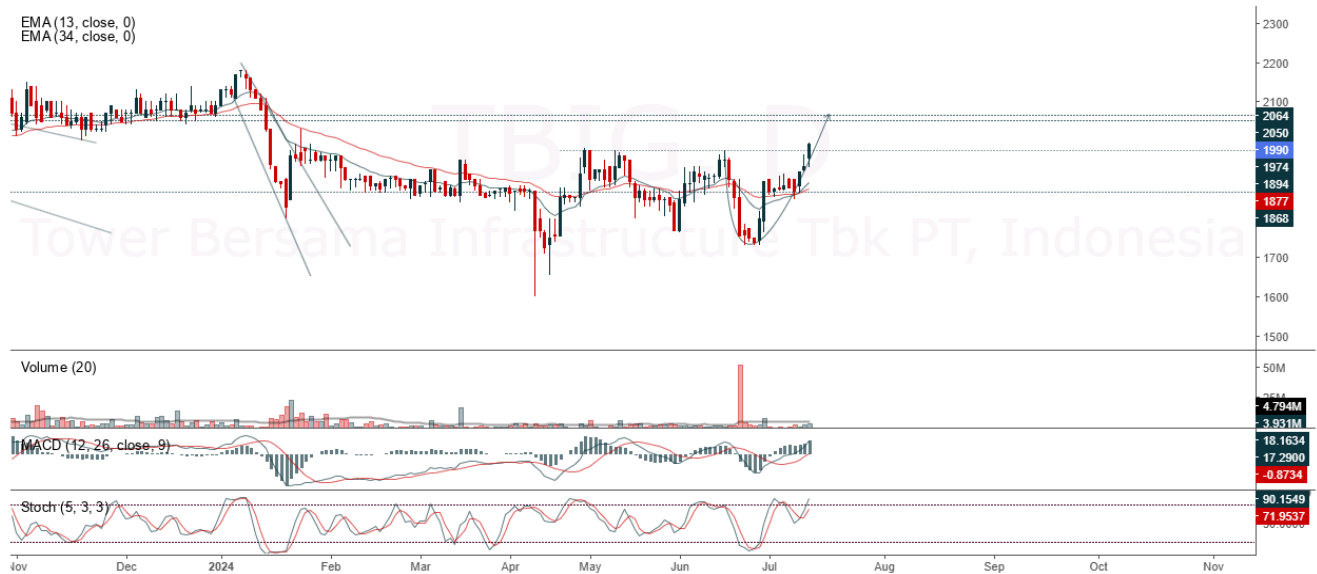 EMA (13, close, 0)
EMA (34, close, 0)
TBIG, D
Tower Bersama Infrastructure Tbk PT, Indonesia
2300
2200
2100
2064
2050
1990
1974
1894
1877
1868
1700
1600
1500
Volume (20)
50M
25M
4.794M
3.931M
MACD (12, 26, close, 9)
18.1634
17.2900
-0.8734
Stoch (5, 3, 3)
90.1549
71.9537
Nov Dec 2024 Feb Mar Apr May Jun Jul Aug Sep Oct Nov